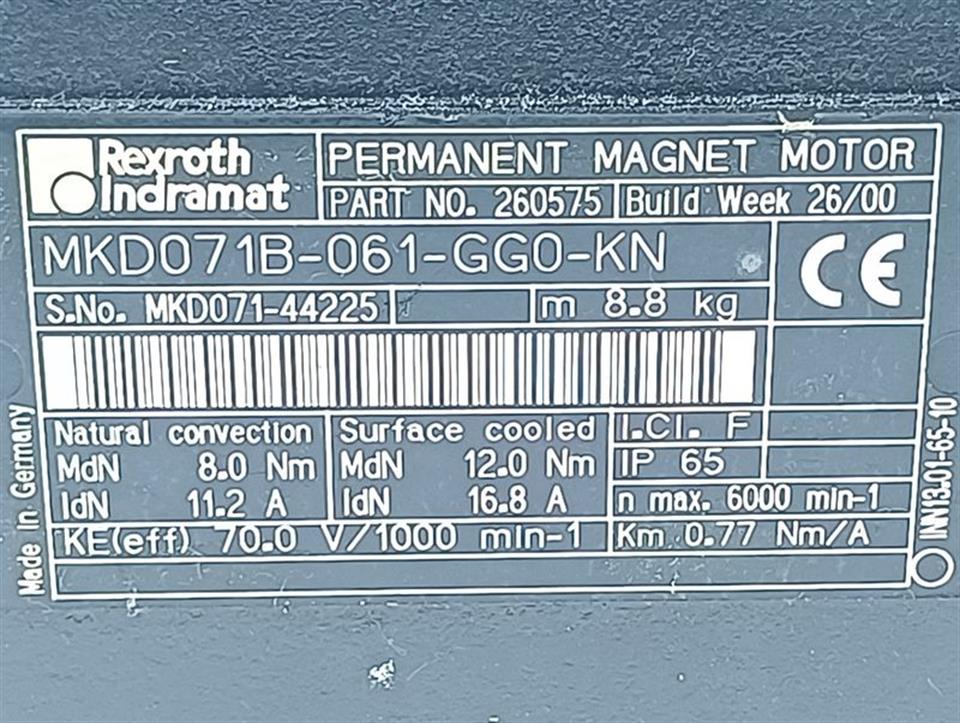 Rexroth
Indramat
PERMANENT MAGNET MOTOR
PART NO. 260575 Build Week 26/00
MKD071B-061-GG0-KN
CE
S.No. MKD071-44225 m 8.8 kg
Natural convection Surface cooled I.Cl. F
MdN 8.0 Nm MdN 12.0 Nm IP 65
IdN 11.2 A IdN 16.8 A n max. 6000 min-1
KE(eff) 70.0 V/1000 min-1 Km 0.77 Nm/A
Made in Germany
INN13.01-65-10